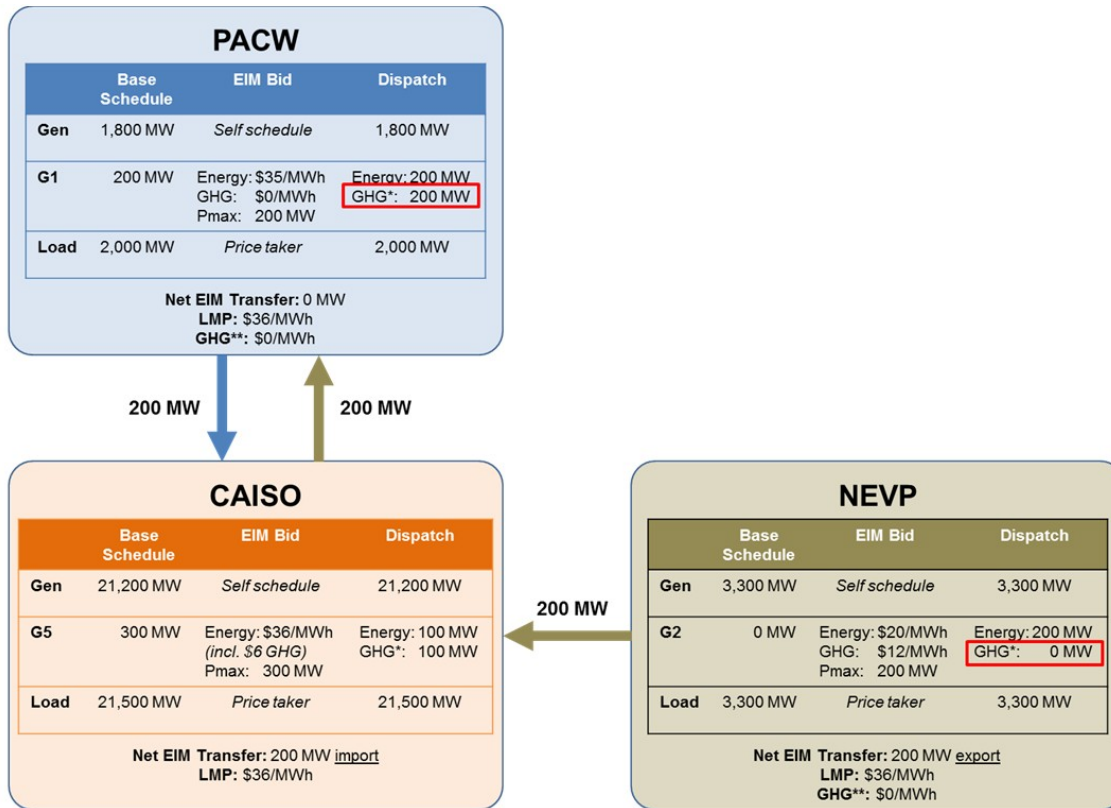 PACW
Base Schedule EIM Bid Dispatch
Gen 1,800 MW Self schedule 1,800 MW
G1 200 MW Energy: $35/MWh Energy: 200 MW
GHG: $0/MWh GHG*: 200 MW
Pmax: 200 MW
Load 2,000 MW Price taker 2,000 MW
Net EIM Transfer: 0 MW
LMP: $36/MWh
GHG**: $0/MWh
200 MW 200 MW
CAISO
Base Schedule EIM Bid Dispatch
Gen 21,200 MW Self schedule 21,200 MW
G5 300 MW Energy: $36/MWh Energy: 100 MW
(incl. $6 GHG) GHG*: 100 MW
Pmax: 300 MW
Load 21,500 MW Price taker 21,500 MW
Net EIM Transfer: 200 MW import
LMP: $36/MWh
200 MW
NEVP
Base Schedule EIM Bid Dispatch
Gen 3,300 MW Self schedule 3,300 MW
G2 0 MW Energy: $20/MWh Energy: 200 MW
GHG: $12/MWh GHG*: 0 MW
Pmax: 200 MW
Load 3,300 MW Price taker 3,300 MW
Net EIM Transfer: 200 MW export
LMP: $36/MWh
GHG**: $0/MWh